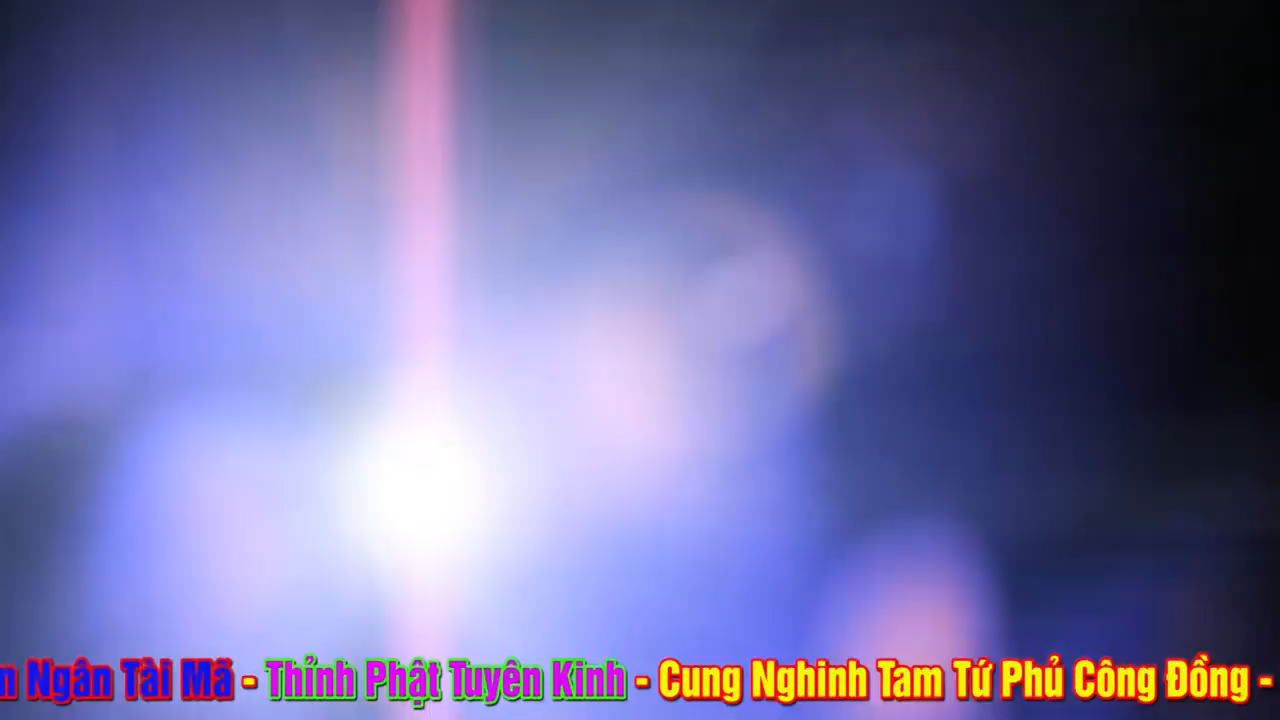 Ngân Tài Mã - Thỉnh Phật Tuyên Kinh - Cung Nghinh Tam Tứ Phủ Công Đồng -